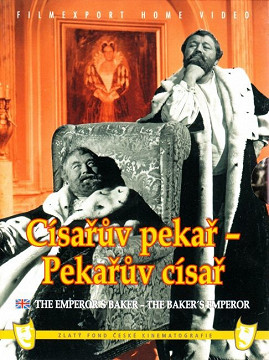 FILMEXPORT HOME VIDEO
Císařův pekař –
Pekařův císař
THE EMPEROR'S BAKER – THE BAKER'S EMPEROR
ZLATÝ FOND ČESKÉ KINEMATOGRAFIE